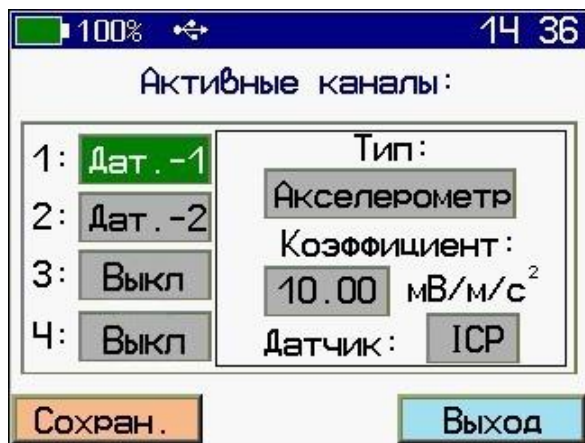 100% 14 36
Активные каналы:
1: Дат.-1
2: Дат.-2
3: Выкл
4: Выкл
Тип:
Акселерометр
Коэффициент:
10.00 мВ/м/с²
Датчик: ICP
Сохран. Выход